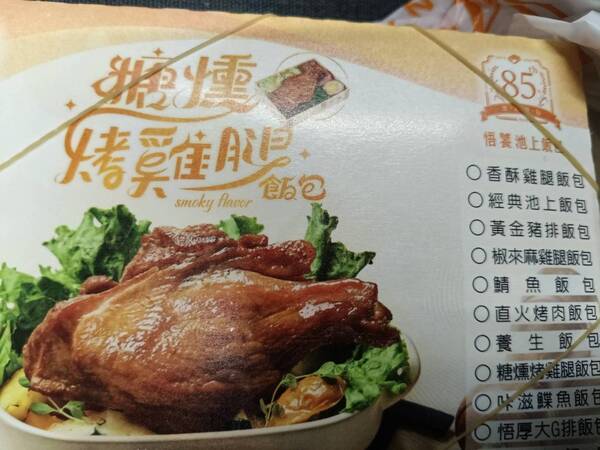 糖燻
烤雞腿
飯包
smoky flavor
85
悟饕池上飯
○香酥雞腿飯包
○經典池上飯包
○黃金豬排飯包
○椒來麻雞腿飯包
○鯖魚飯包
○直火烤肉飯包
○養生飯包
○糖燻烤雞腿飯包
○咔滋鰈魚飯包
○悟厚大G排飯包